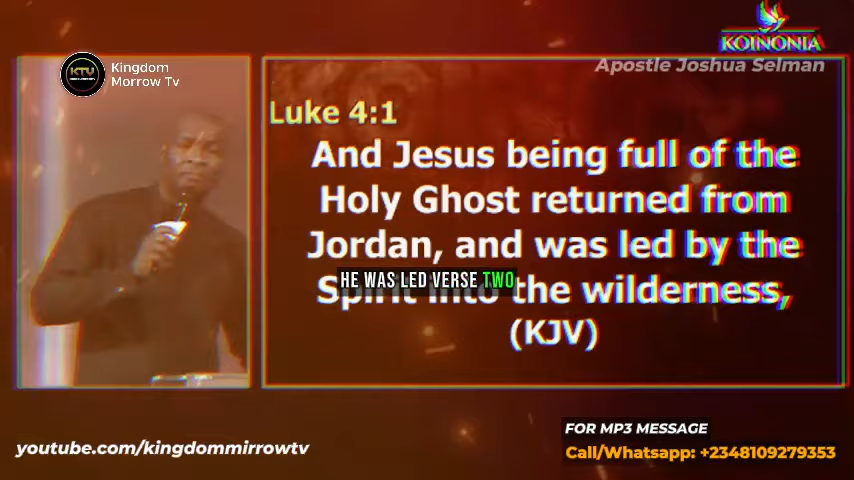 KOINONIA
Apostle Joshua Selman
KTV
Kingdom
Morrow Tv
Luke 4:1
And Jesus being full of the
Holy Ghost returned from
Jordan, and was led by the
Spirit into the wilderness,
(KJV)
HE WAS LED VERSE TWO
FOR MP3 MESSAGE
youtube.com/kingdommirrowtv
Call/Whatsapp: +2348109279353